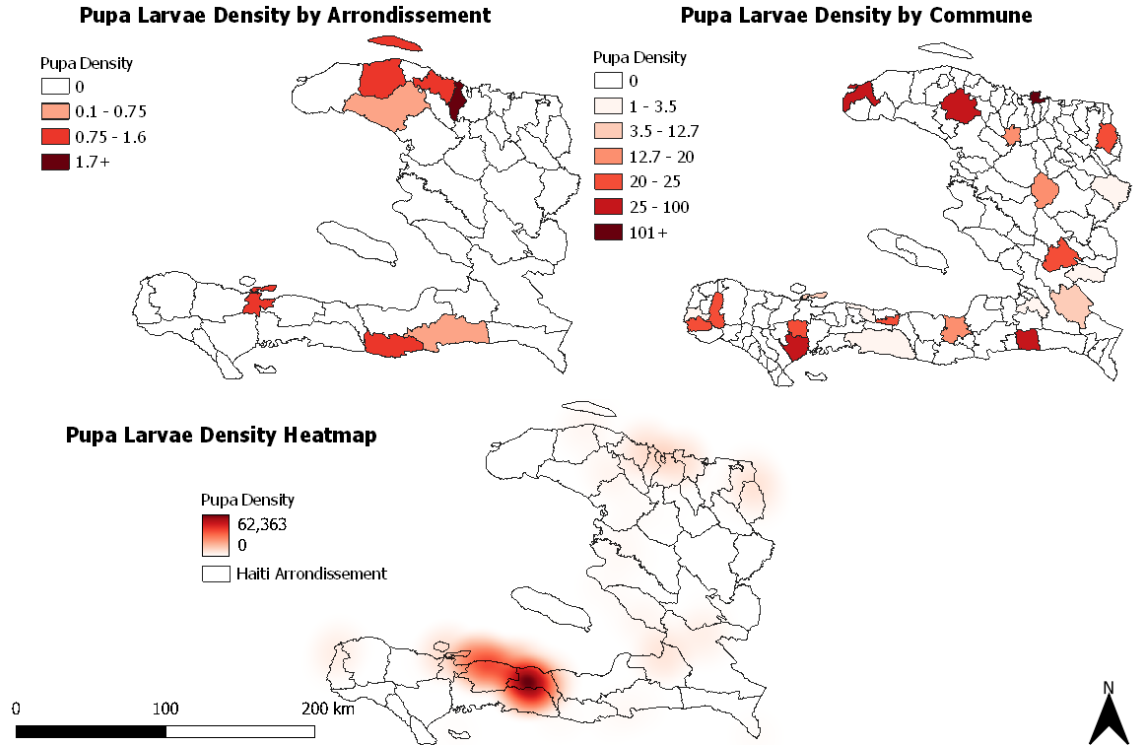 Pupa Larvae Density by Arrondissement
Pupa Density
0
0.1 - 0.75
0.75 - 1.6
1.7+
Pupa Larvae Density by Commune
Pupa Density
0
1 - 3.5
3.5 - 12.7
12.7 - 20
20 - 25
25 - 100
101+
Pupa Larvae Density Heatmap
Pupa Density
62,363
0
Haiti Arrondissement
0 100 200 km
N